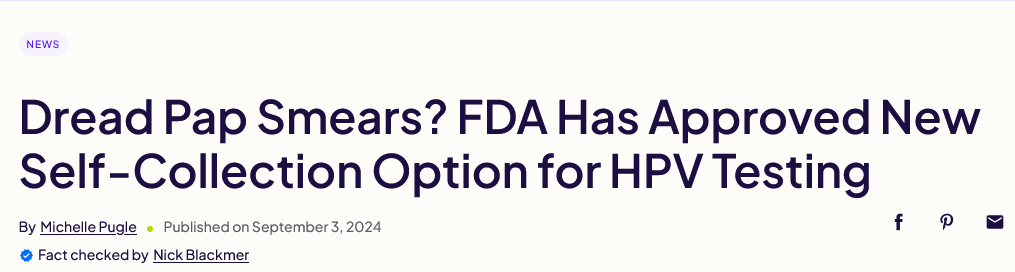 NEWS
Dread Pap Smears? FDA Has Approved New
Self-Collection Option for HPV Testing
By Michelle Pugle • Published on September 3, 2024
Fact checked by Nick Blackmer